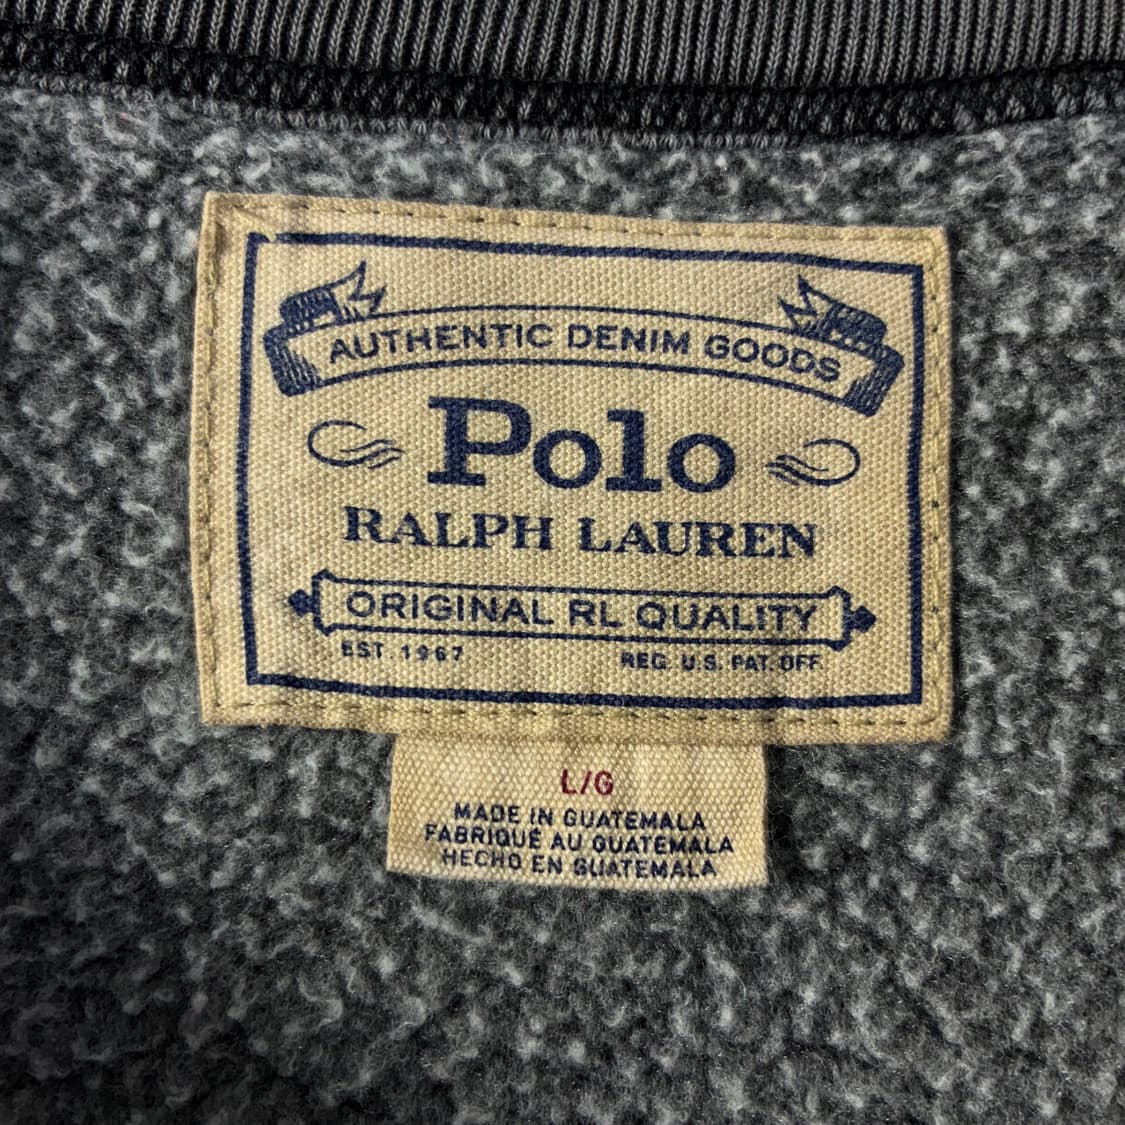 AUTHENTIC DENIM GOODS
Polo
RALPH LAUREN
ORIGINAL RL QUALITY
EST. 1967 REG. U.S. PAT. OFF.
L/G
MADE IN GUATEMALA
FABRIQUÉ AU GUATEMALA
HECHO EN GUATEMALA